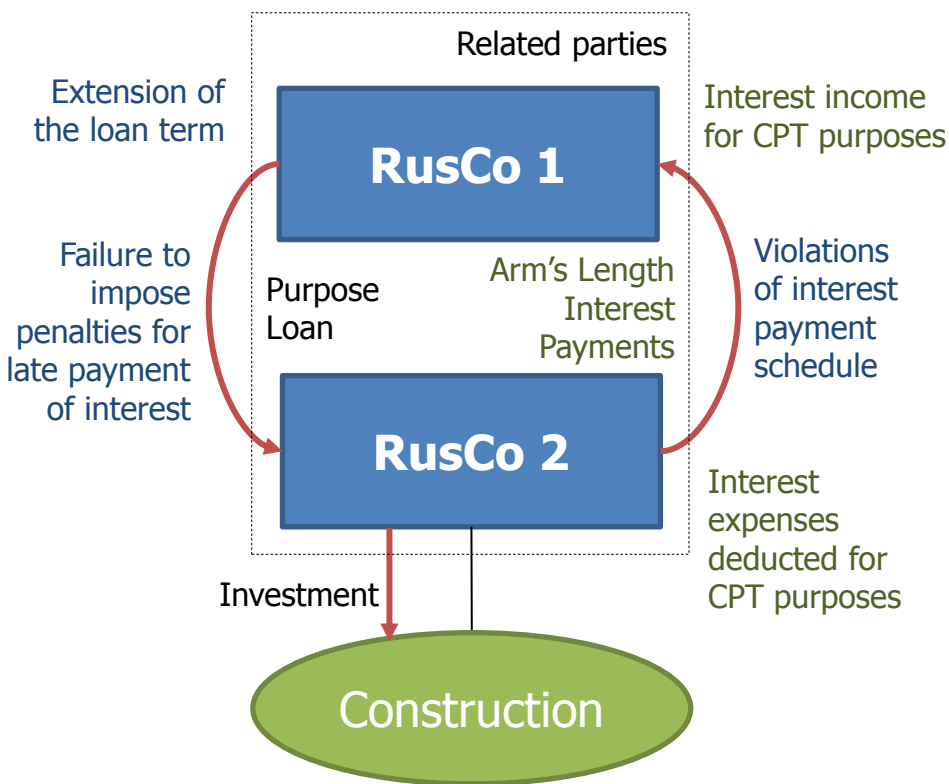 Related parties
Extension of
the loan term
RusCo 1
Interest income
for CPT purposes
Failure to
impose
penalties for
late payment
of interest
Purpose
Loan
Arm's Length
Interest
Payments
Violations
of interest
payment
schedule
RusCo 2
Interest
expenses
deducted for
CPT purposes
Investment
Construction